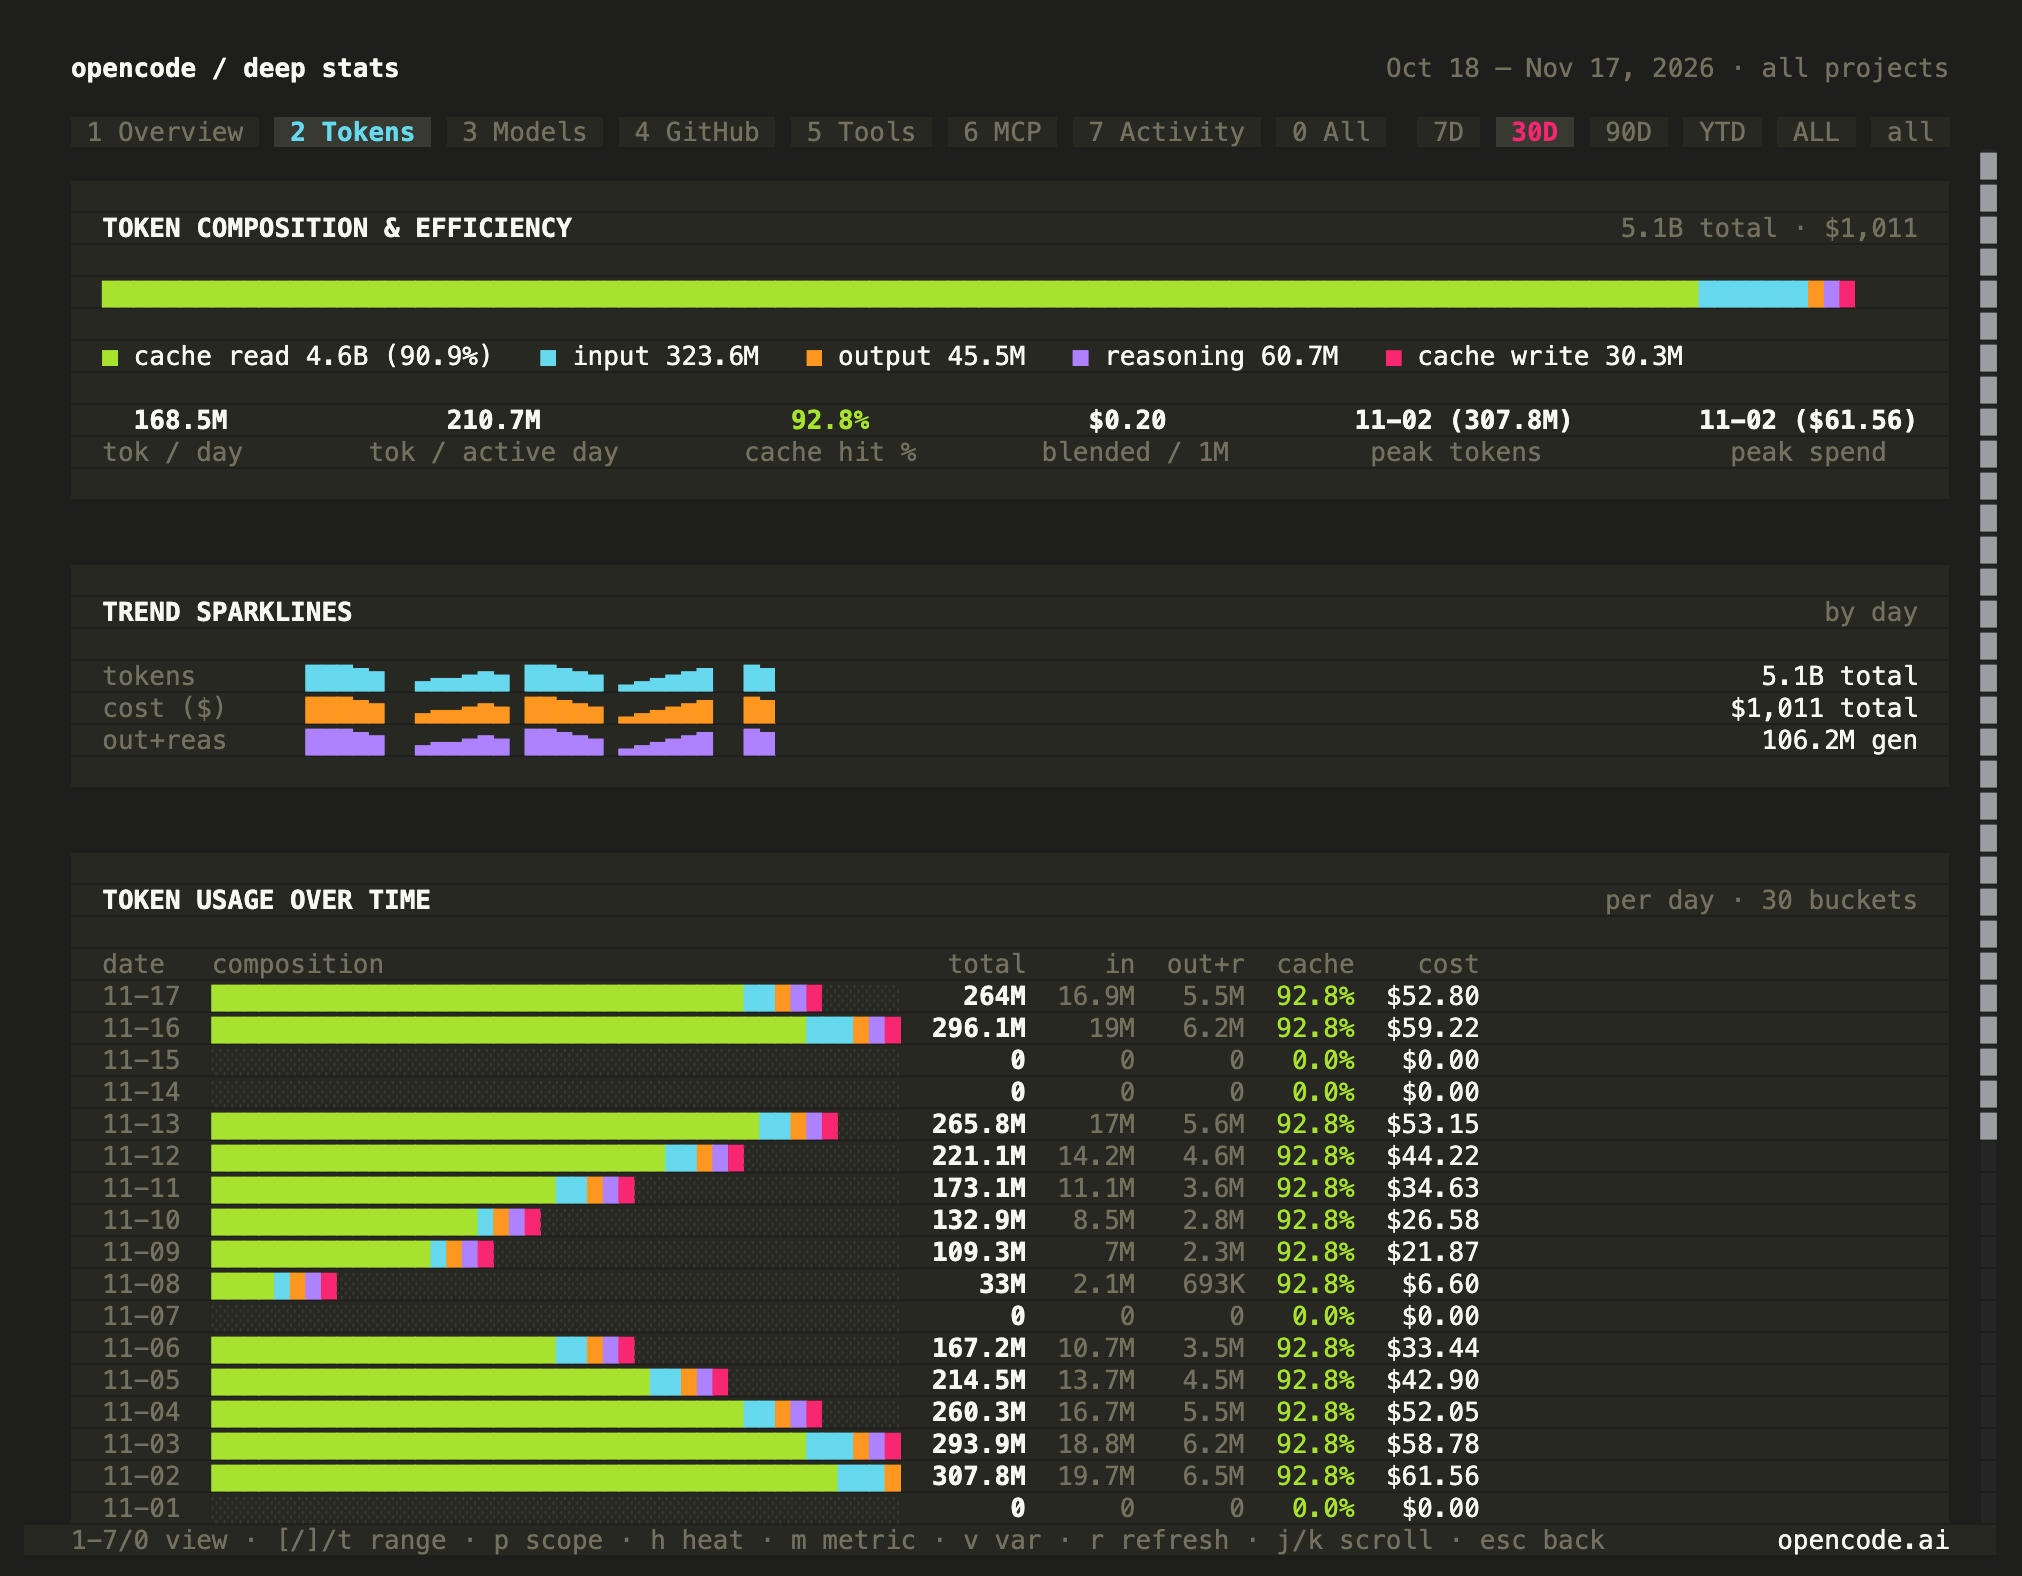 opencode / deep stats Oct 18 – Nov 17, 2026 · all projects
1 Overview 2 Tokens 3 Models 4 GitHub 5 Tools 6 MCP 7 Activity 0 All 7D 30D 90D YTD ALL all
TOKEN COMPOSITION & EFFICIENCY 5.1B total · $1,011
cache read 4.6B (90.9%) input 323.6M output 45.5M reasoning 60.7M cache write 30.3M
168.5M 210.7M 92.8% $0.20 11–02 (307.8M) 11–02 ($61.56)
tok / day tok / active day cache hit % blended / 1M peak tokens peak spend
TREND SPARKLINES by day
tokens 5.1B total
cost ($) $1,011 total
out+reas 106.2M gen
TOKEN USAGE OVER TIME per day · 30 buckets
date composition total in out+r cache cost
11–17 264M 16.9M 5.5M 92.8% $52.80
11–16 296.1M 19M 6.2M 92.8% $59.22
11–15 0 0 0 0.0% $0.00
11–14 0 0 0 0.0% $0.00
11–13 265.8M 17M 5.6M 92.8% $53.15
11–12 221.1M 14.2M 4.6M 92.8% $44.22
11–11 173.1M 11.1M 3.6M 92.8% $34.63
11–10 132.9M 8.5M 2.8M 92.8% $26.58
11–09 109.3M 7M 2.3M 92.8% $21.87
11–08 33M 2.1M 693K 92.8% $6.60
11–07 0 0 0 0.0% $0.00
11–06 167.2M 10.7M 3.5M 92.8% $33.44
11–05 214.5M 13.7M 4.5M 92.8% $42.90
11–04 260.3M 16.7M 5.5M 92.8% $52.05
11–03 293.9M 18.8M 6.2M 92.8% $58.78
11–02 307.8M 19.7M 6.5M 92.8% $61.56
11–01 0 0 0 0.0% $0.00
1–7/0 view · [/]/t range · p scope · h heat · m metric · v var · r refresh · j/k scroll · esc back opencode.ai